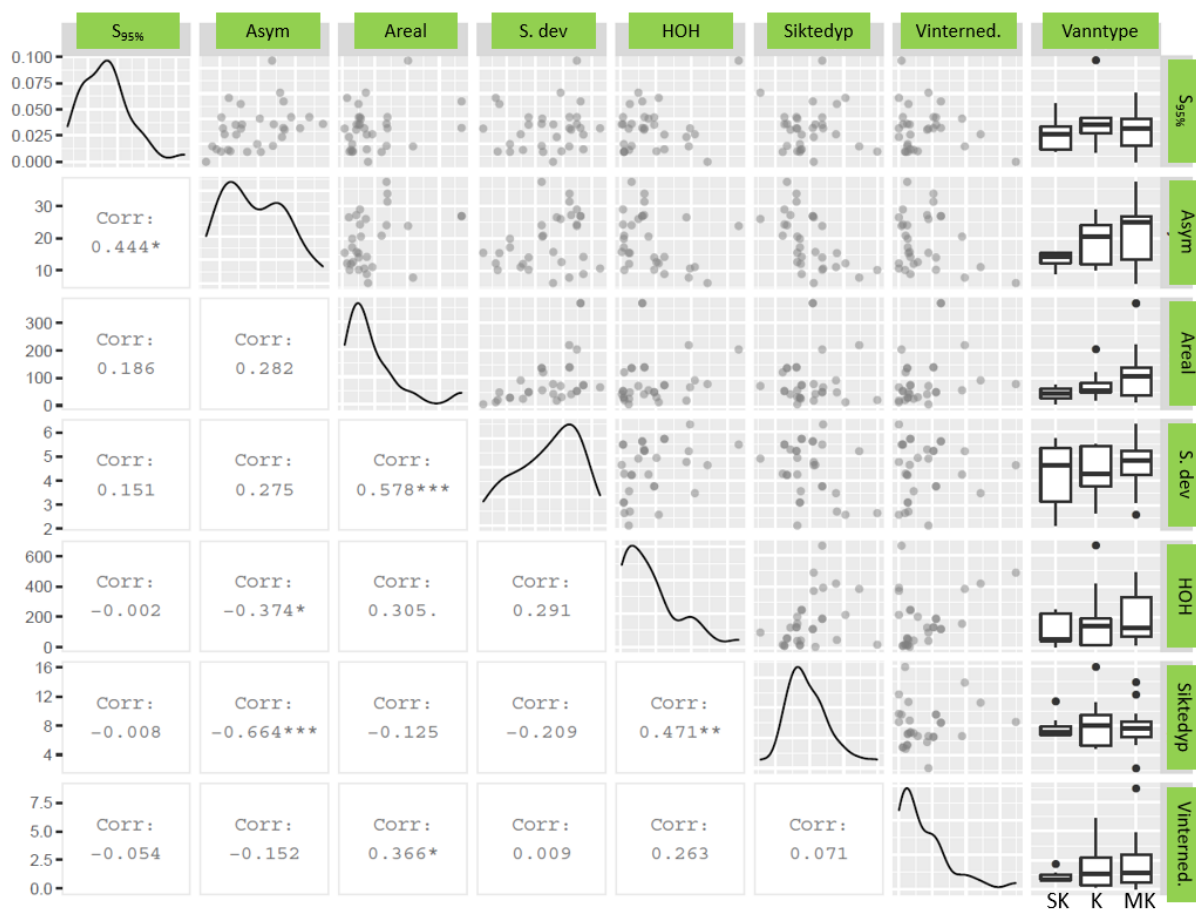 S95% Asym Areal S. dev HOH Siktedyp Vinterned. Vanntype
0.100
0.075
0.050
0.025
0.000
S95%
30
20
10
Corr:
0.444*
Asym
300
200
100
0
Corr: Corr:
0.186 0.282
Areal
6
5
4
3
2
Corr: Corr: Corr:
0.151 0.275 0.578***
S. dev
600
400
200
0
Corr: Corr: Corr: Corr:
-0.002 -0.374* 0.305. 0.291
HOH
16
12
8
4
Corr: Corr: Corr: Corr: Corr:
-0.008 -0.664*** -0.125 -0.209 0.471**
Siktedyp
7.5
5.0
2.5
0.0
Corr: Corr: Corr: Corr: Corr: Corr:
-0.054 -0.152 0.366* 0.009 0.263 0.071
Vinterned.
SK K MK